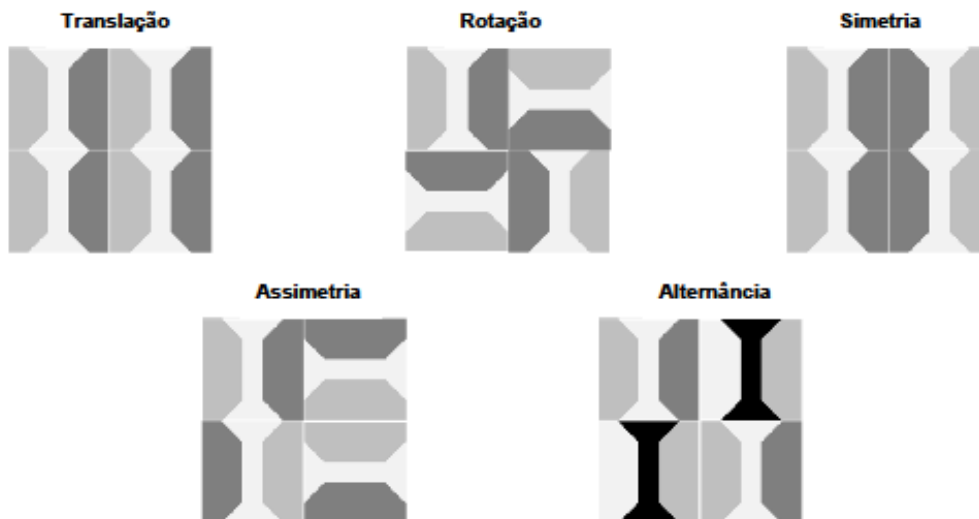 Translação
Rotação
Simetria
Assimetria
Alternância